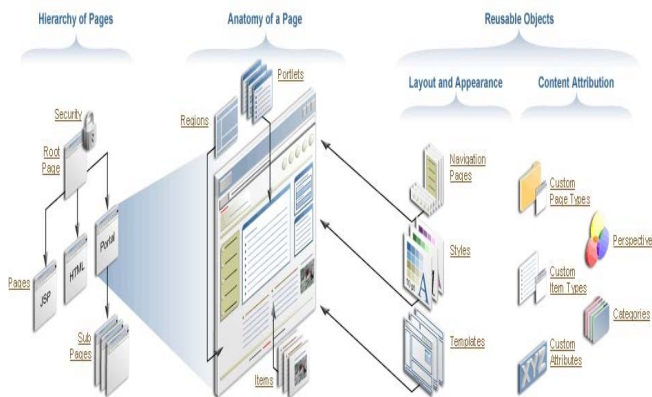 Hierarchy of Pages
Anatomy of a Page
Reusable Objects
Layout and Appearance
Content Attribution
Security
Root
Page
Pages
JSP
HTML
Portal
Sub
Pages
Regions
Portlets
Items
Navigation
Pages
Styles
A
Templates
Custom
Page Types
Perspective
Custom
Item Types
Categories
Custom
Attributes
XYZ